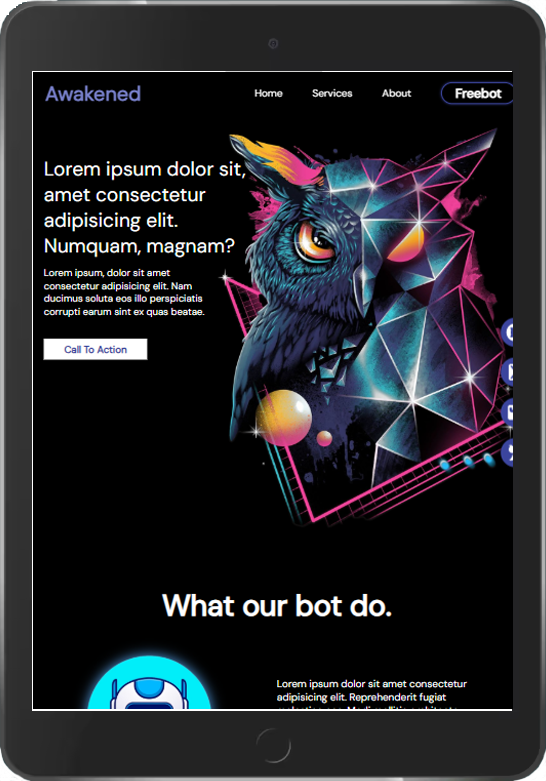 Awakened
Home Services About Freebot
Lorem ipsum dolor sit,
amet consectetur
adipisicing elit.
Numquam, magnam?
Lorem ipsum, dolor sit amet
consectetur adipisicing elit. Nam
ducimus soluta eos illo perspiciatis
corrupti earum sint ex quas beatae.
Call To Action
What our bot do.
Lorem ipsum dolor sit amet consectetur
adipisicing elit. Reprehenderit fugiat